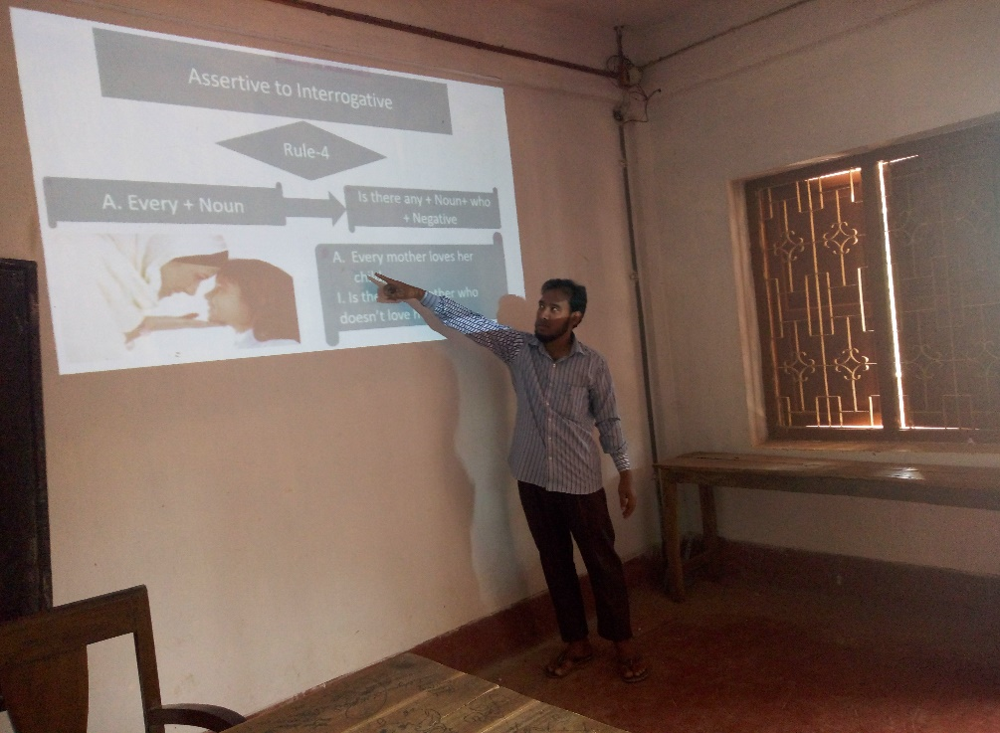 Assertive to Interrogative
Rule-4
A. Every + Noun
Is there any + Noun+ who
+ Negative
A. Every mother loves her
I. Is
who
doesn't love